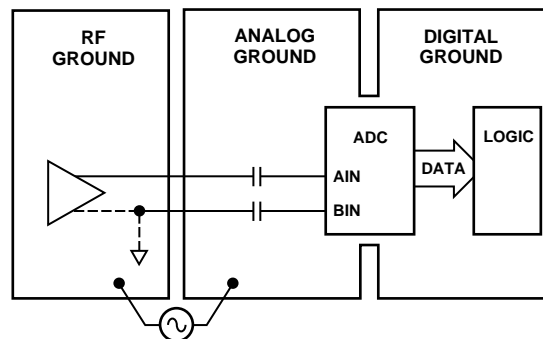 RF
GROUND
ANALOG
GROUND
DIGITAL
GROUND
ADC
LOGIC
AIN
DATA
BIN